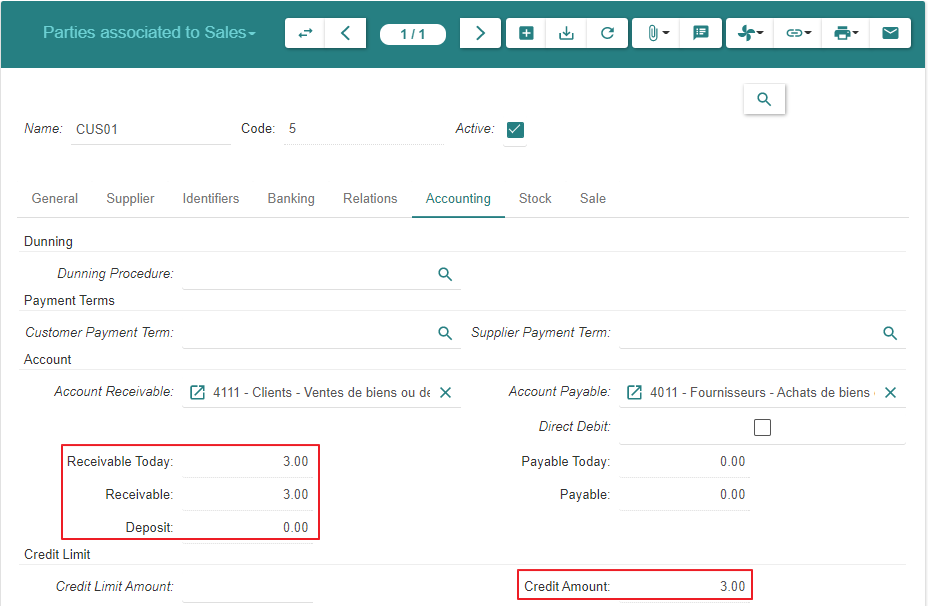 Parties associated to Sales
1 / 1
Name: CUS01 Code: 5 Active:
General Supplier Identifiers Banking Relations Accounting Stock Sale
Dunning
Dunning Procedure:
Payment Terms
Customer Payment Term: Supplier Payment Term:
Account
Account Receivable: 4111 - Clients - Ventes de biens ou de Account Payable: 4011 - Fournisseurs - Achats de biens
Direct Debit:
Receivable Today: 3.00 Payable Today: 0.00
Receivable: 3.00 Payable: 0.00
Deposit: 0.00
Credit Limit
Credit Limit Amount: Credit Amount: 3.00